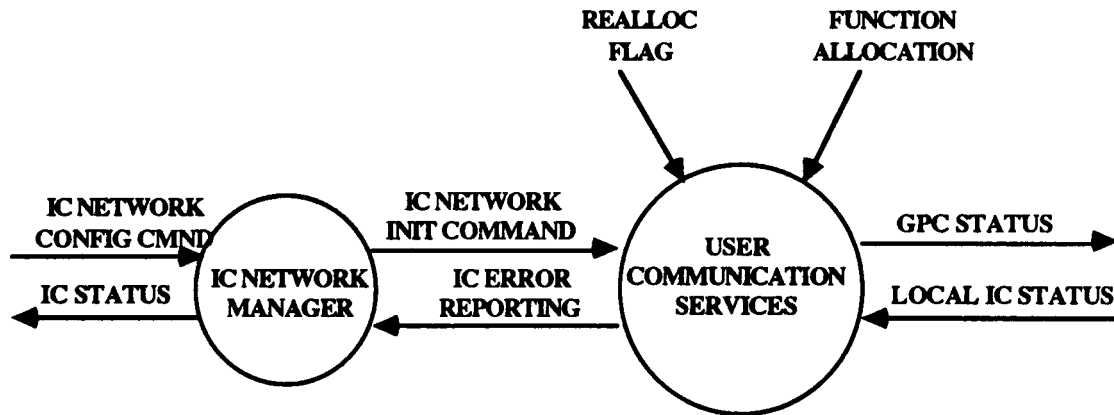 REALLOC
FLAG
FUNCTION
ALLOCATION
IC NETWORK
CONFIG CMND
IC STATUS
IC NETWORK
MANAGER
IC NETWORK
INIT COMMAND
IC ERROR
REPORTING
USER
COMMUNICATION
SERVICES
GPC STATUS
LOCAL IC STATUS